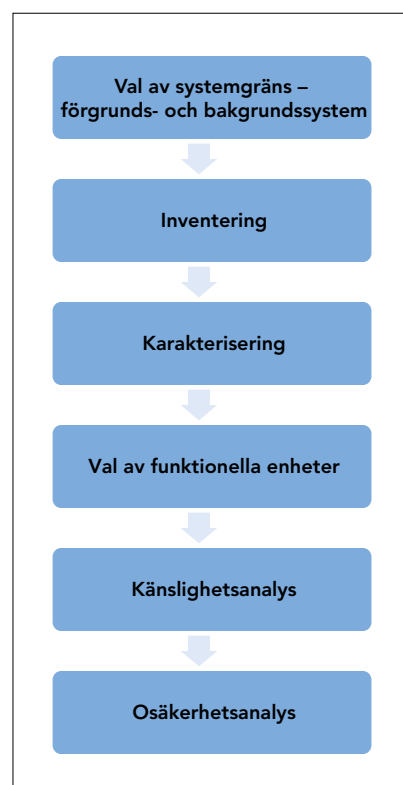 Val av systemgräns –
förgrunds- och bakgrundssystem
Inventering
Karakterisering
Val av funktionella enheter
Känslighetsanalys
Osäkerhetsanalys